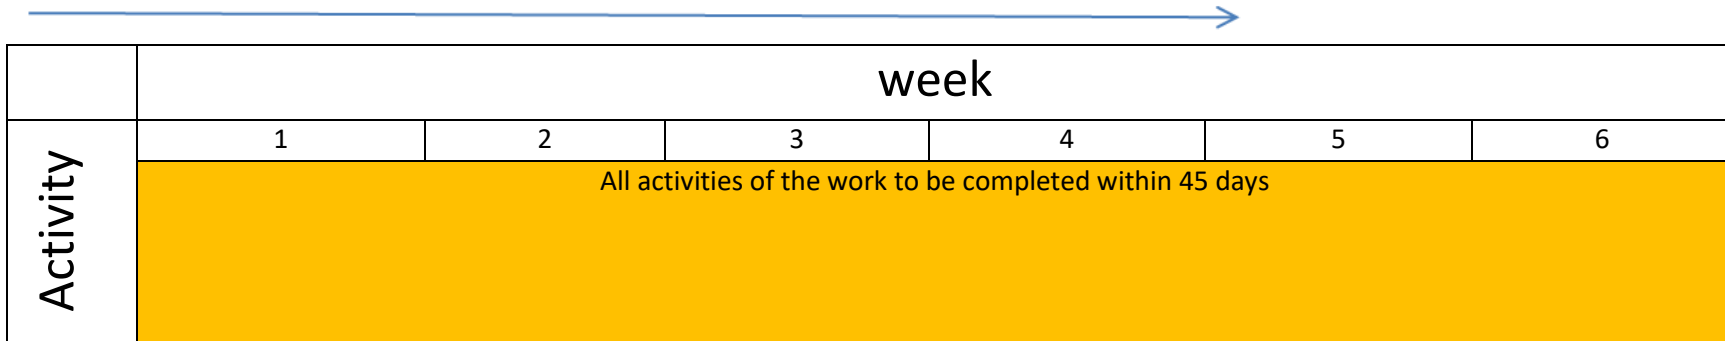 week
1 2 3 4 5 6
Activity
All activities of the work to be completed within 45 days